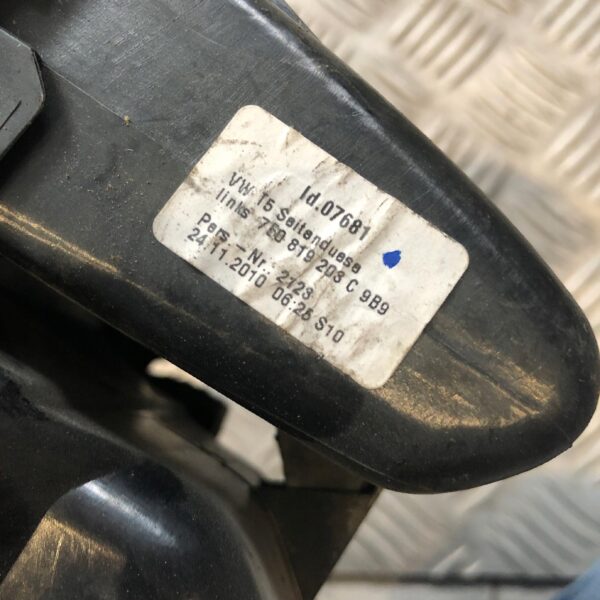 Id.07681
VW T5 Seitenduese
links 7E0 819 203 C 9B9
Pers.-Nr.: 2723
24.11.2010 06:25 S10